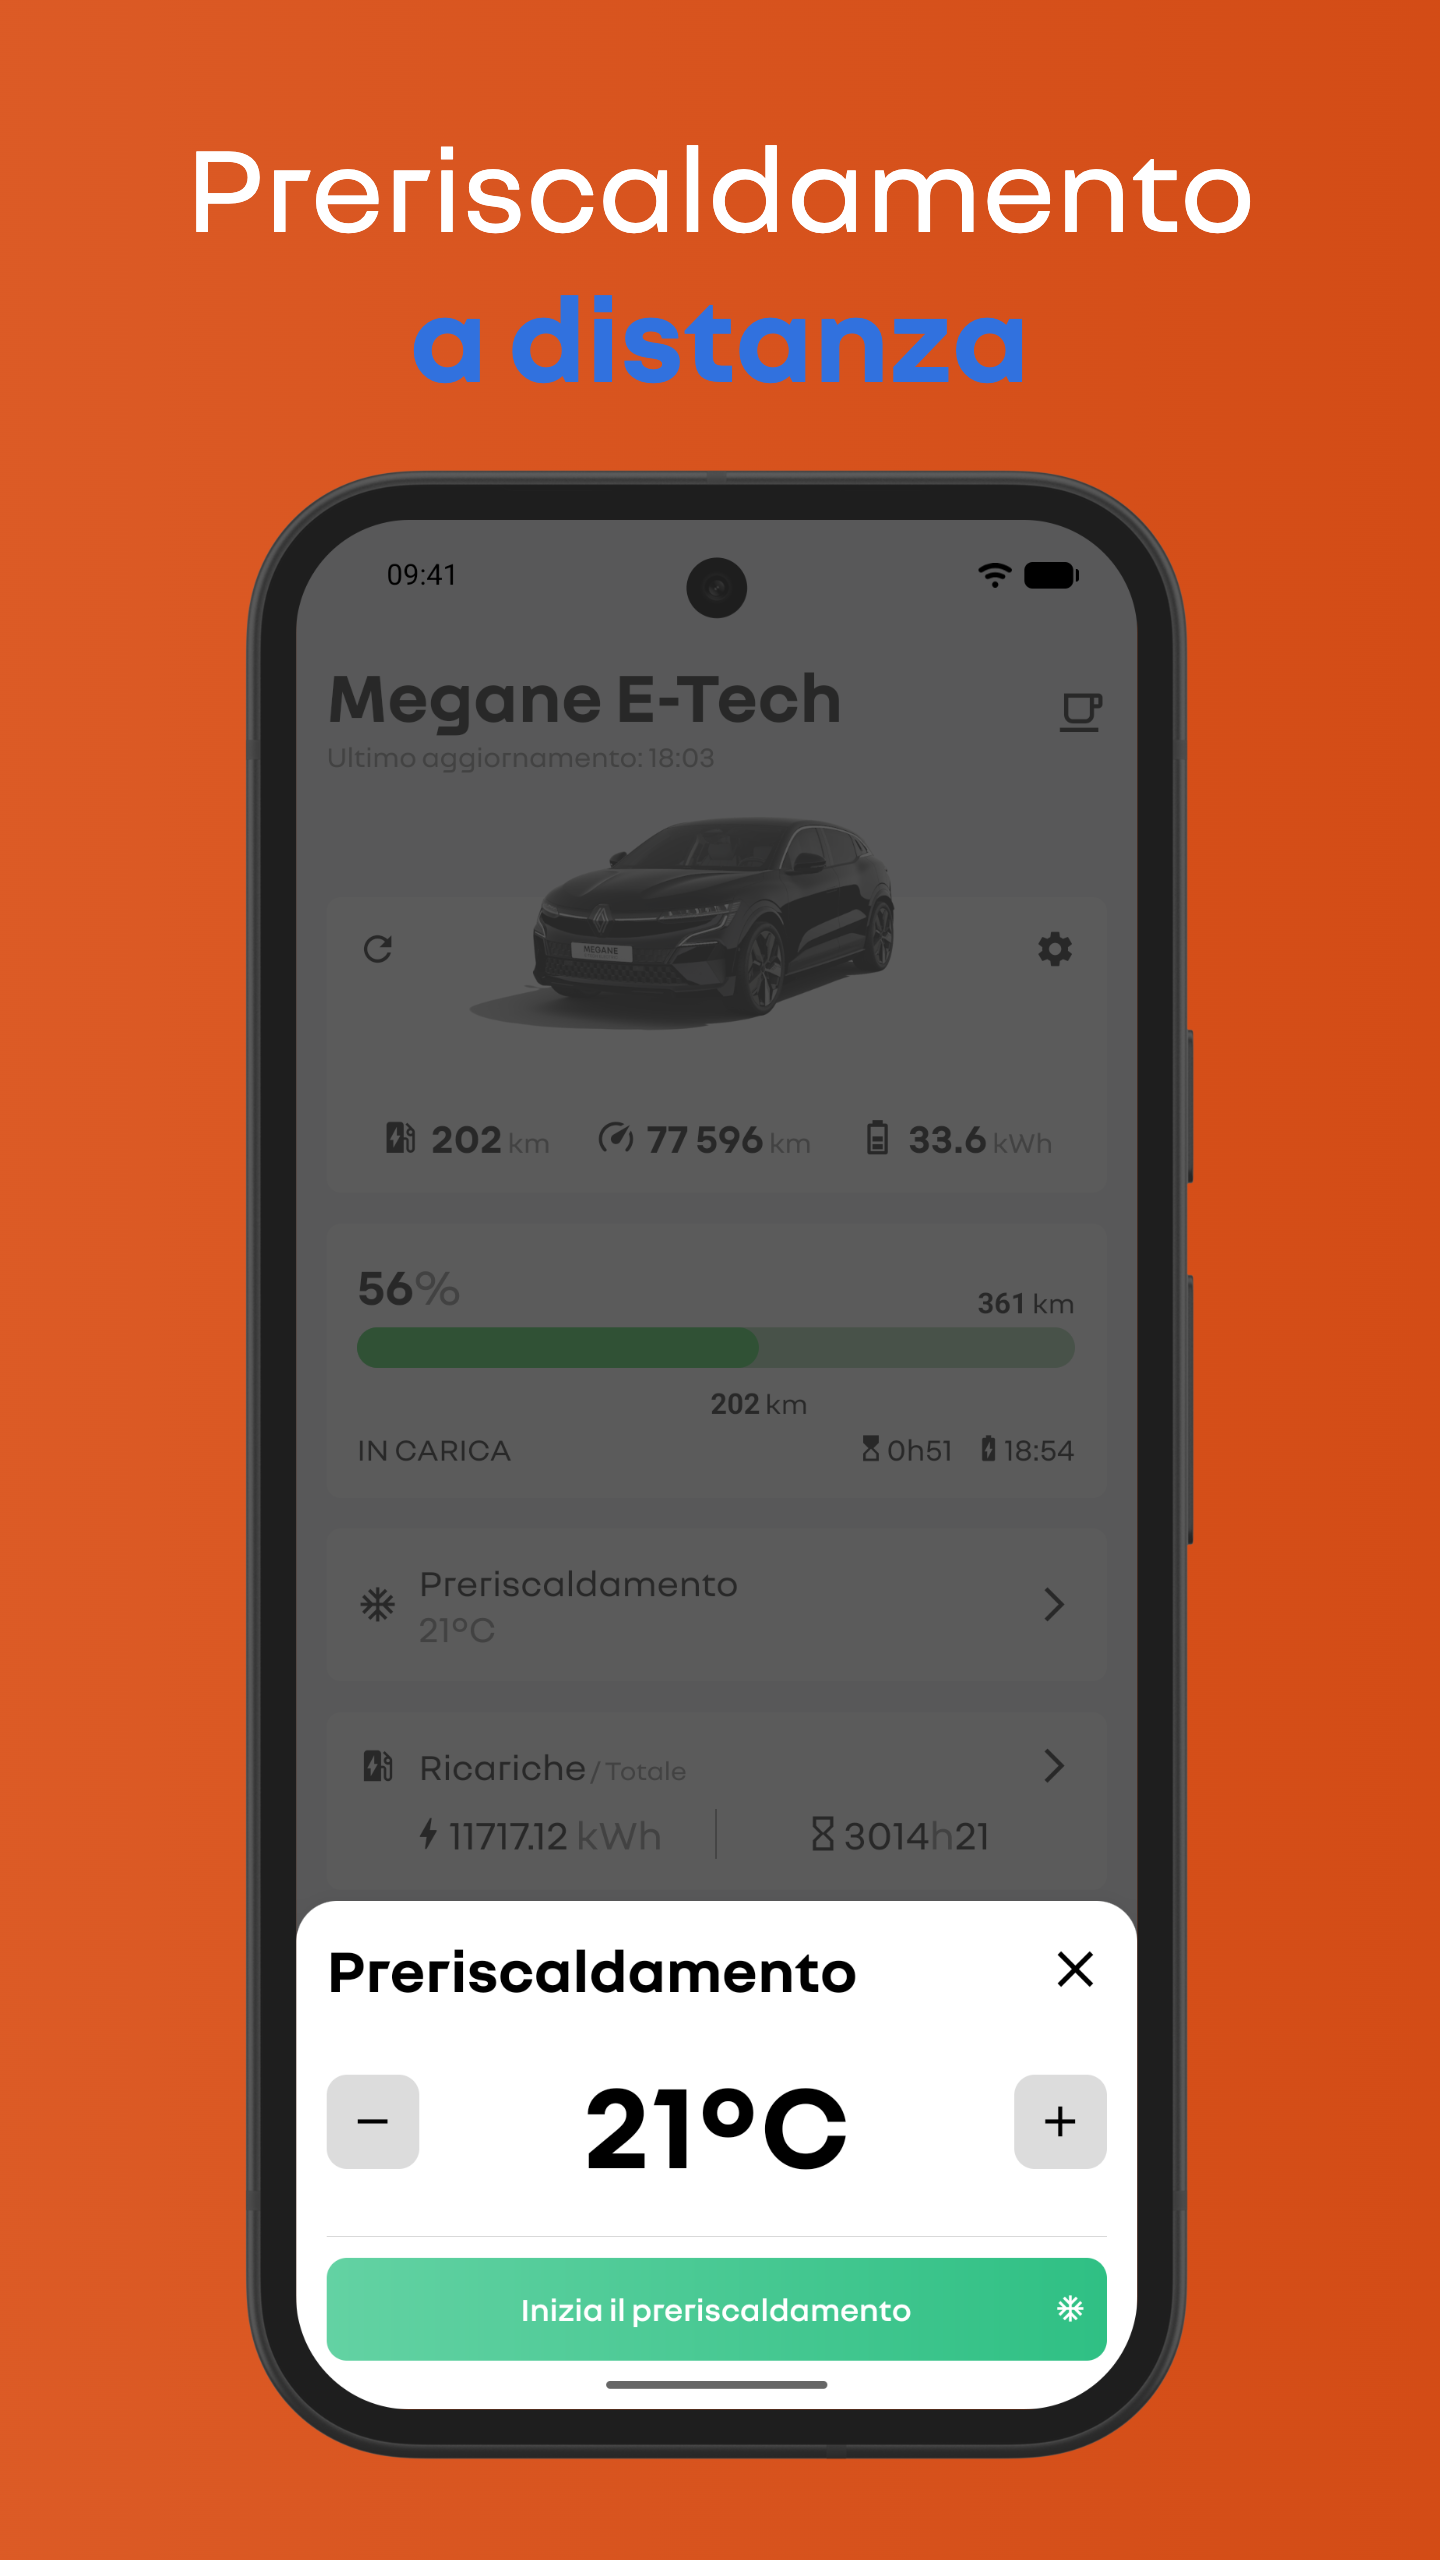 Preriscaldamento
a distanza
09:41
Megane E-Tech
Ultimo aggiornamento: 18:03
MEGANE
202 km 77 596 km 33.6 kWh
56%
361 km
202 km
IN CARICA 0h51 18:54
Preriscaldamento
21°C
Ricariche / Totale
11717.12 kWh 3014h21
Preriscaldamento
21°C
Inizia il preriscaldamento